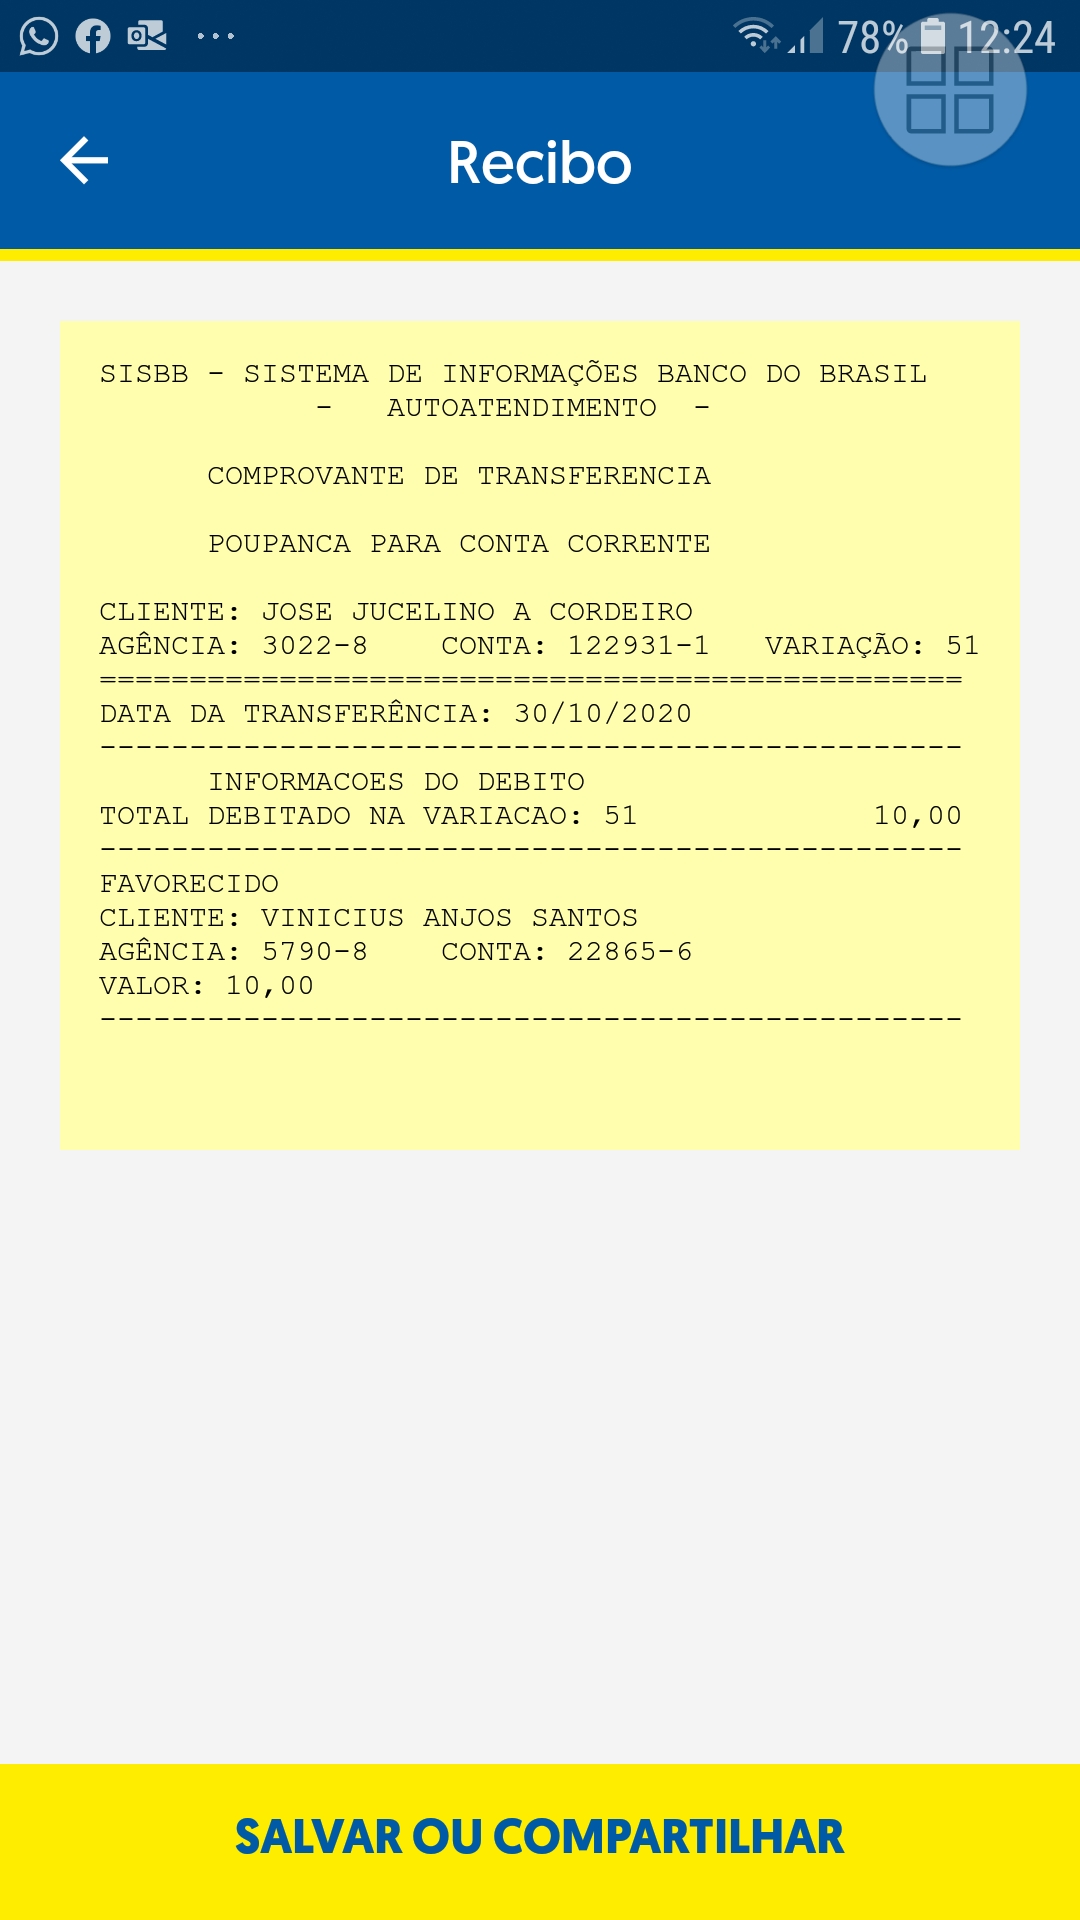 78% 12:24
Recibo
SISBB - SISTEMA DE INFORMAÇÕES BANCO DO BRASIL
- AUTOATENDIMENTO -
COMPROVANTE DE TRANSFERENCIA
POUPANCA PARA CONTA CORRENTE
CLIENTE: JOSE JUCELINO A CORDEIRO
AGÊNCIA: 3022-8 CONTA: 122931-1 VARIAÇÃO: 51
================================================
DATA DA TRANSFERÊNCIA: 30/10/2020
------------------------------------------------
INFORMACOES DO DEBITO
TOTAL DEBITADO NA VARIACAO: 51 10,00
------------------------------------------------
FAVORECIDO
CLIENTE: VINICIUS ANJOS SANTOS
AGÊNCIA: 5790-8 CONTA: 22865-6
VALOR: 10,00
------------------------------------------------
SALVAR OU COMPARTILHAR